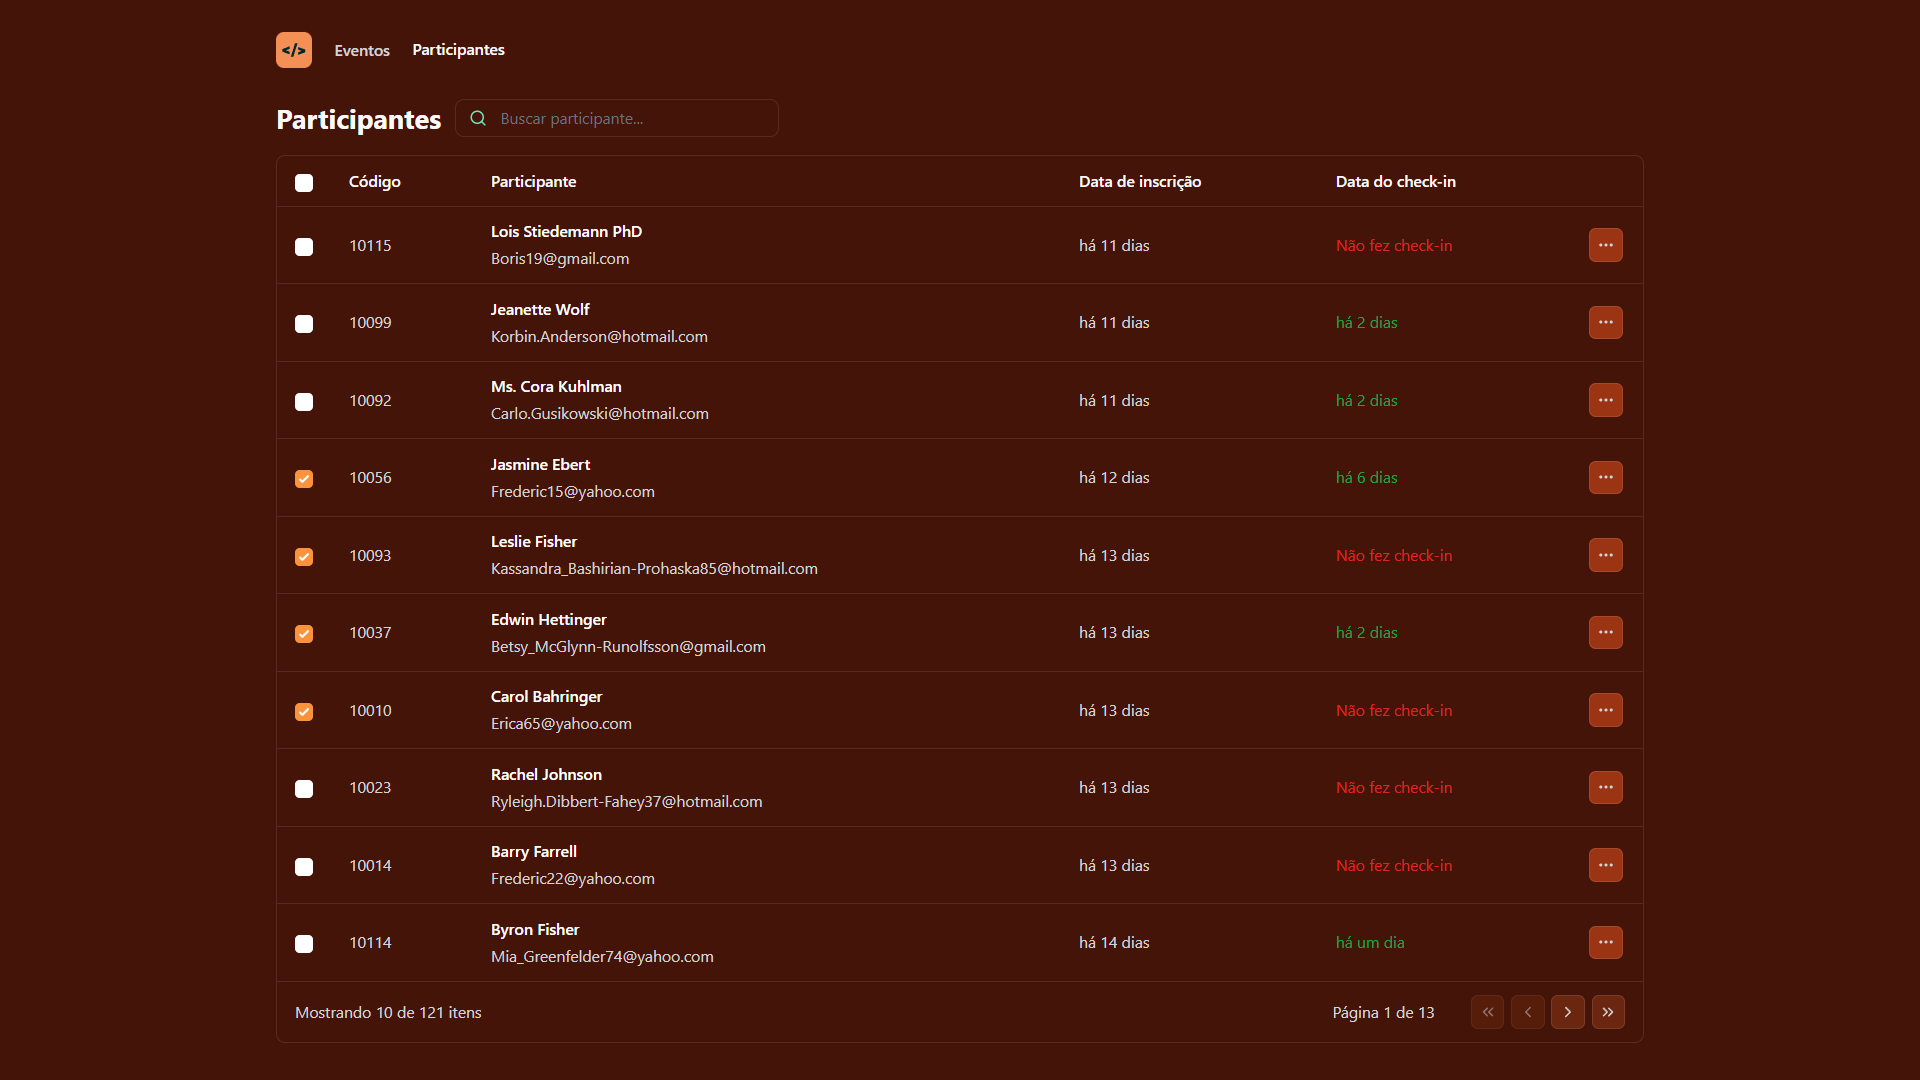 </> Eventos Participantes
Participantes Buscar participante...
Código Participante Data de inscrição Data do check-in
Lois Stiedemann PhD
10115 há 11 dias Não fez check-in
Boris19@gmail.com
Jeanette Wolf
10099 há 11 dias há 2 dias
Korbin.Anderson@hotmail.com
Ms. Cora Kuhlman
10092 há 11 dias há 2 dias
Carlo.Gusikowski@hotmail.com
Jasmine Ebert
10056 há 12 dias há 6 dias
Frederic15@yahoo.com
Leslie Fisher
10093 há 13 dias Não fez check-in
Kassandra_Bashirian-Prohaska85@hotmail.com
Edwin Hettinger
10037 há 13 dias há 2 dias
Betsy_McGlynn-Runolfsson@gmail.com
Carol Bahringer
10010 há 13 dias Não fez check-in
Erica65@yahoo.com
Rachel Johnson
10023 há 13 dias Não fez check-in
Ryleigh.Dibbert-Fahey37@hotmail.com
Barry Farrell
10014 há 13 dias Não fez check-in
Frederic22@yahoo.com
Byron Fisher
10114 há 14 dias há um dia
Mia_Greenfelder74@yahoo.com
Mostrando 10 de 121 itens Página 1 de 13